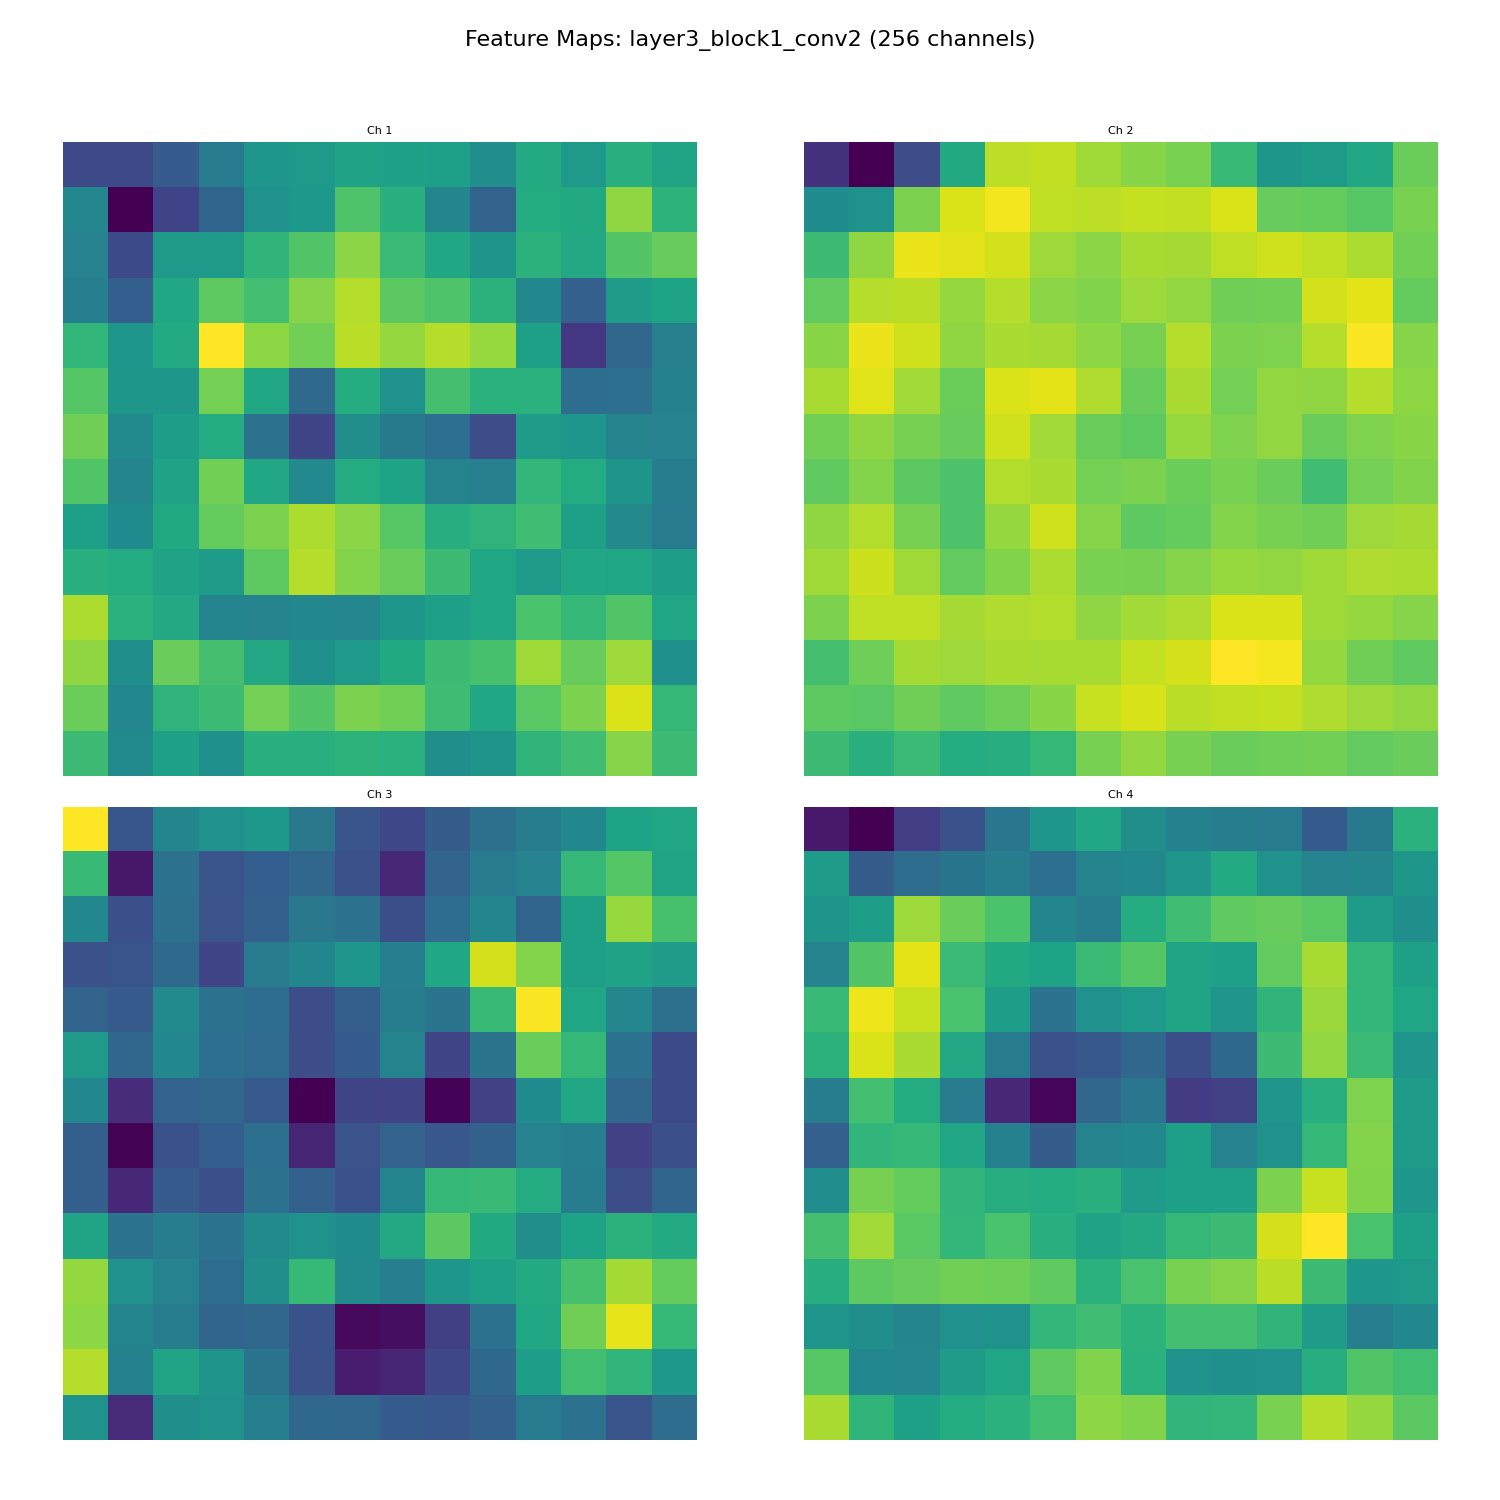 Feature Maps: layer3_block1_conv2 (256 channels)
Ch 1
Ch 2
Ch 3
Ch 4